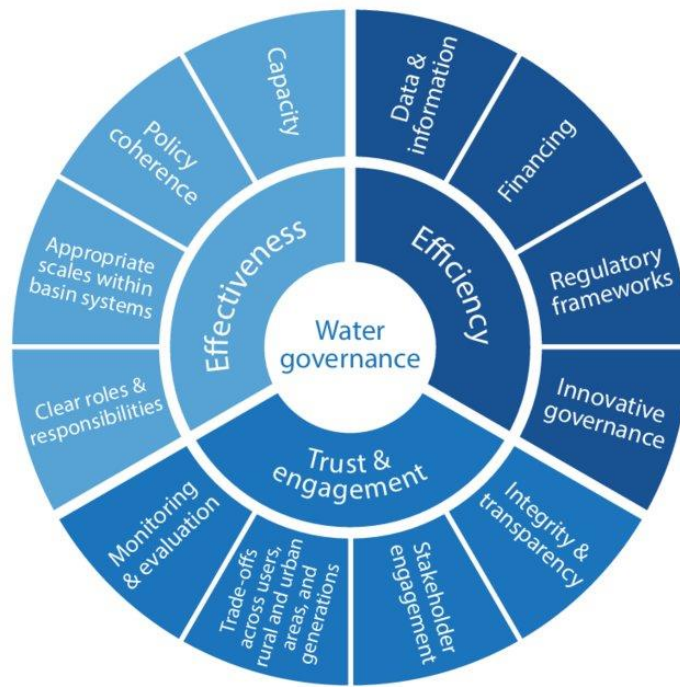 Water
governance
Effectiveness
Efficiency
Trust &
engagement
Capacity
Policy
coherence
Appropriate
scales within
basin systems
Clear roles &
responsibilities
Data &
information
Financing
Regulatory
frameworks
Innovative
governance
Integrity &
transparency
Stakeholder
engagement
Trade-offs
across users,
rural and urban
areas, and
generations
Monitoring
& evaluation